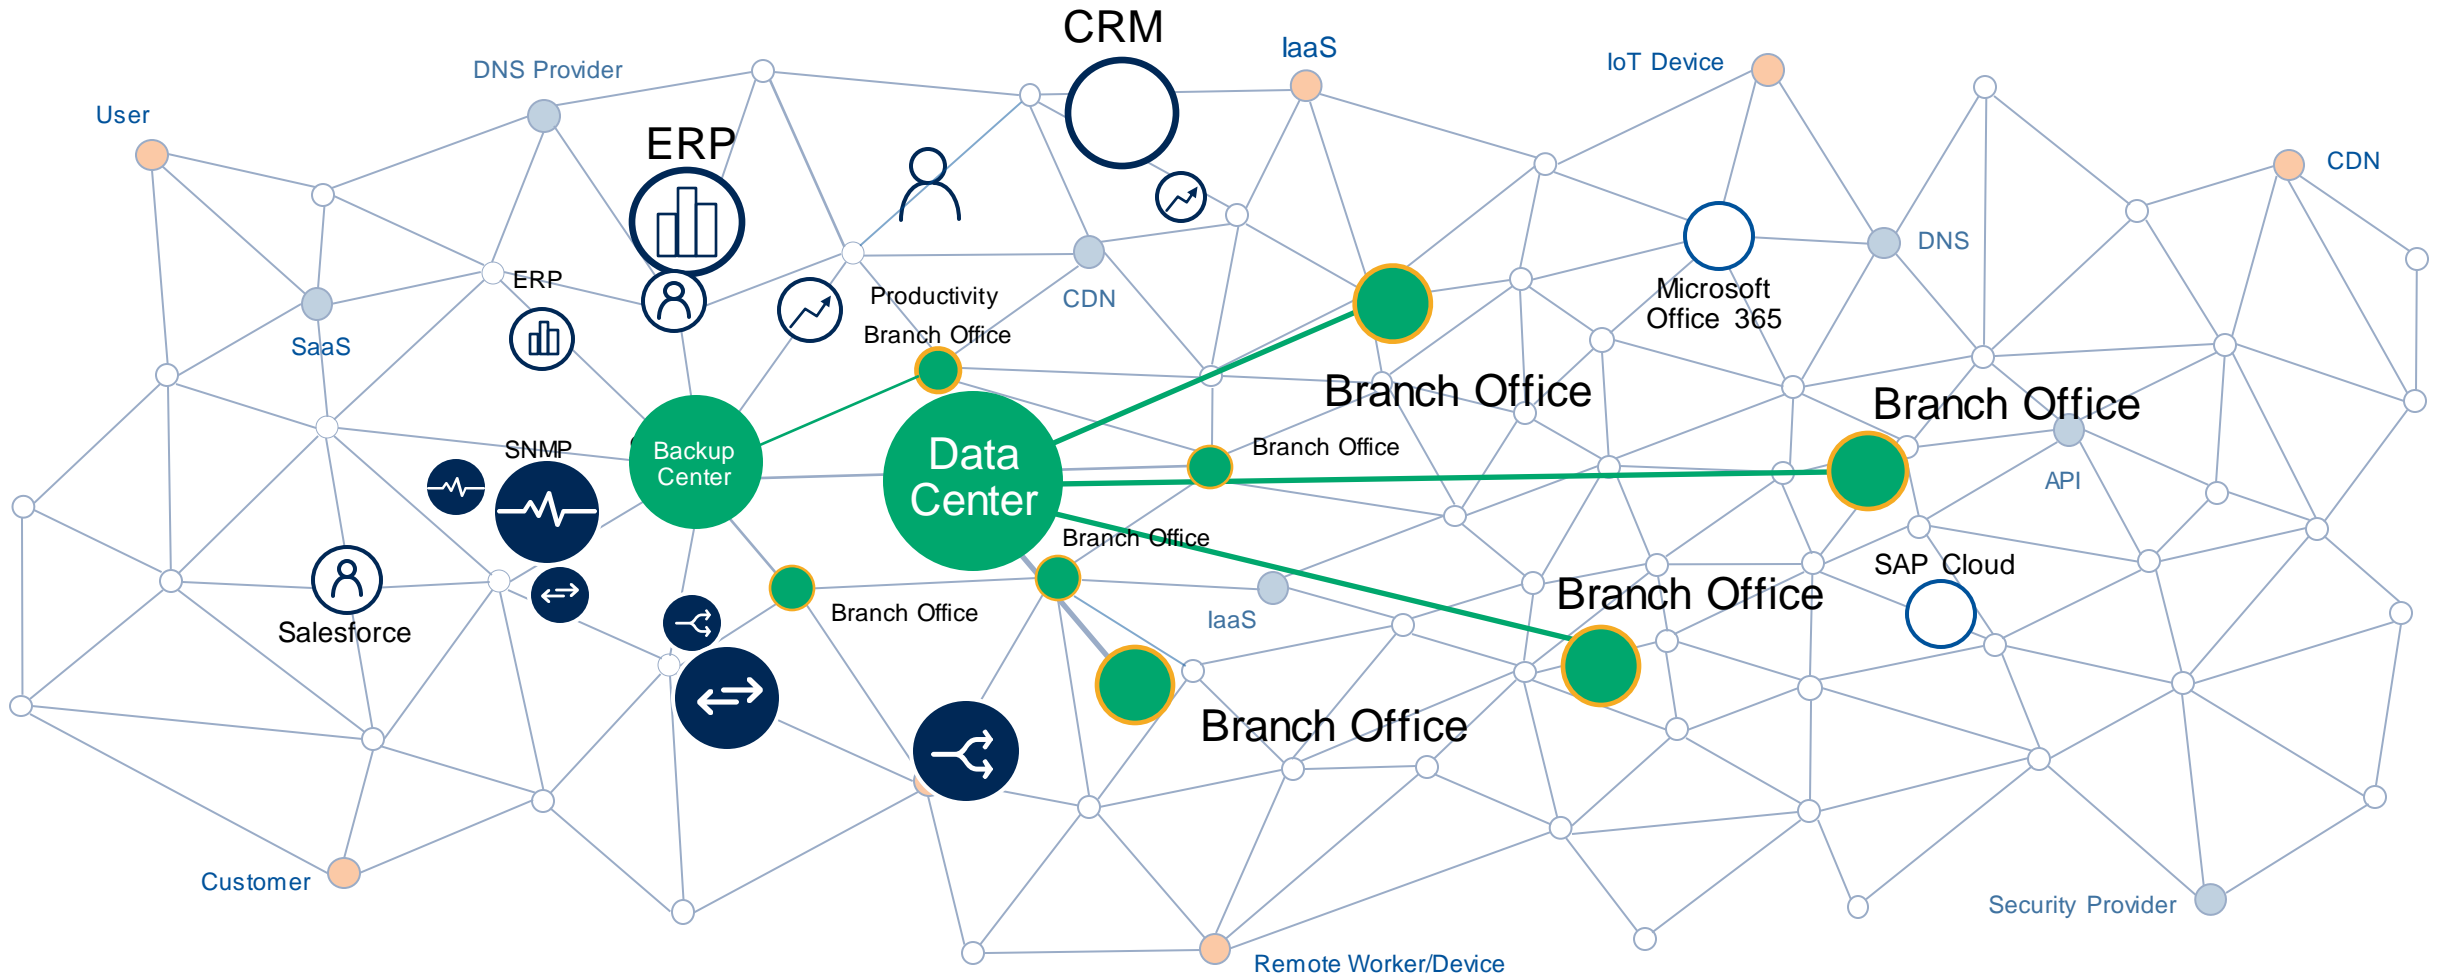 CRM
IaaS
IoT Device
DNS Provider
User
ERP
CDN
DNS
ERP
Productivity
CDN
Microsoft
Office 365
Branch Office
SaaS
Branch Office
Branch Office
SNMP
Backup
Center
Data
Center
Branch Office
API
Branch Office
SAP Cloud
Branch Office
Branch Office
IaaS
Salesforce
Branch Office
Customer
Security Provider
Remote Worker/Device